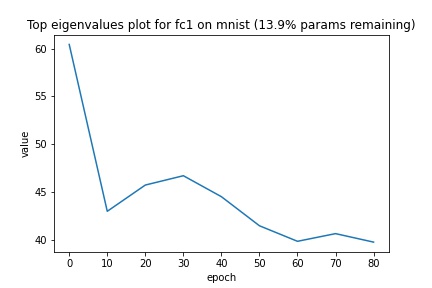 Top eigenvalues plot for fc1 on mnist (13.9% params remaining)
60
55
50
45
40
value
0 10 20 30 40 50 60 70 80
epoch